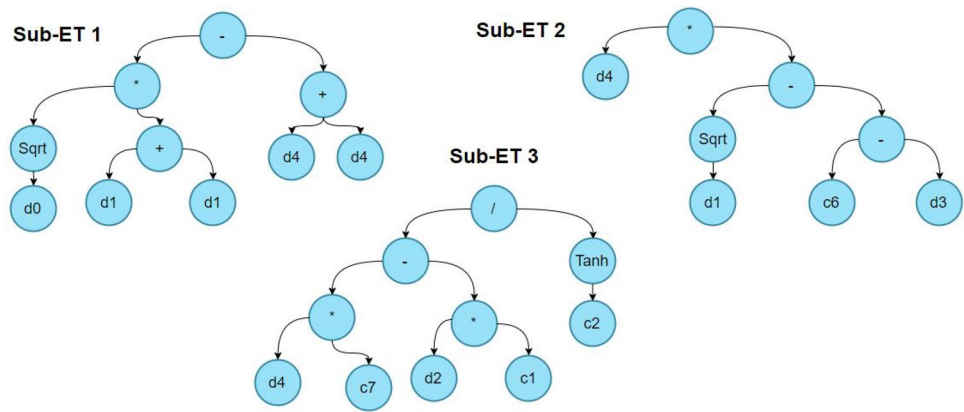 Sub-ET 1
-
*
+
Sqrt
+
d4
d4
d0
d1
d1
Sub-ET 2
*
d4
-
Sqrt
-
d1
c6
d3
Sub-ET 3
/
-
Tanh
*
*
c2
d4
c7
d2
c1